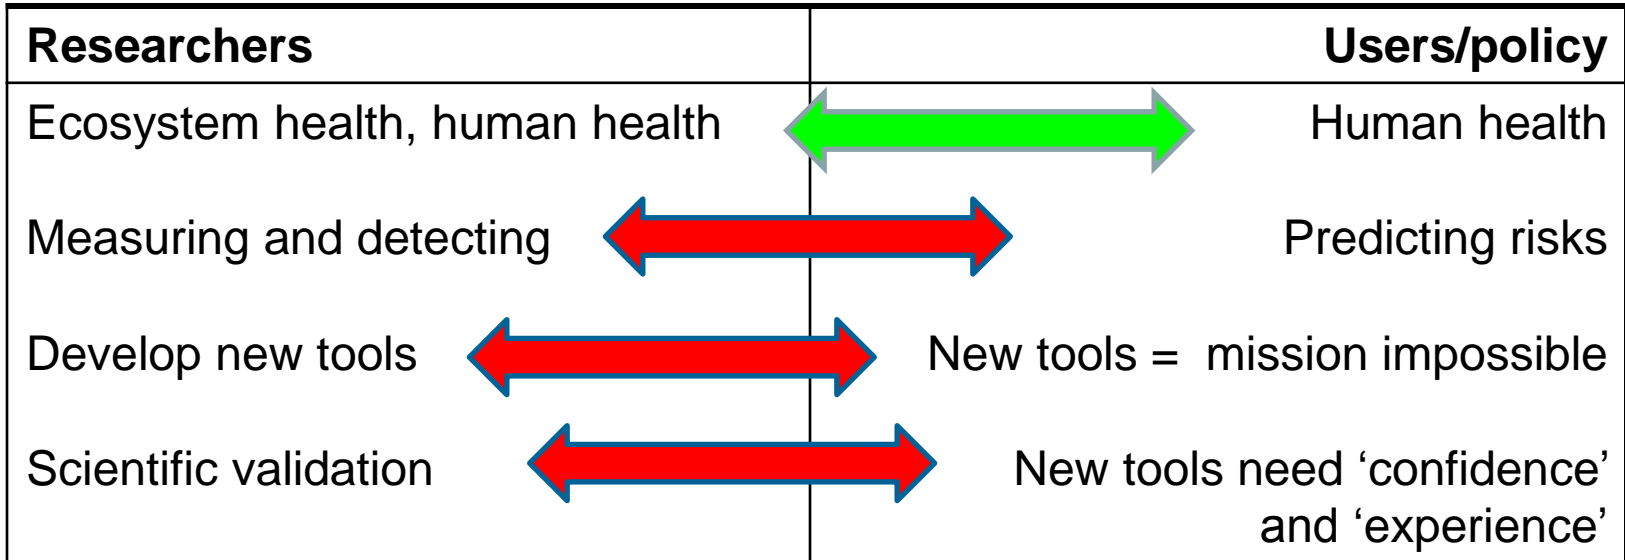 Researchers Users/policy
Ecosystem health, human health Human health
Measuring and detecting Predicting risks
Develop new tools New tools =  mission impossible
Scientific validation New tools need ‘confidence’
and ‘experience’